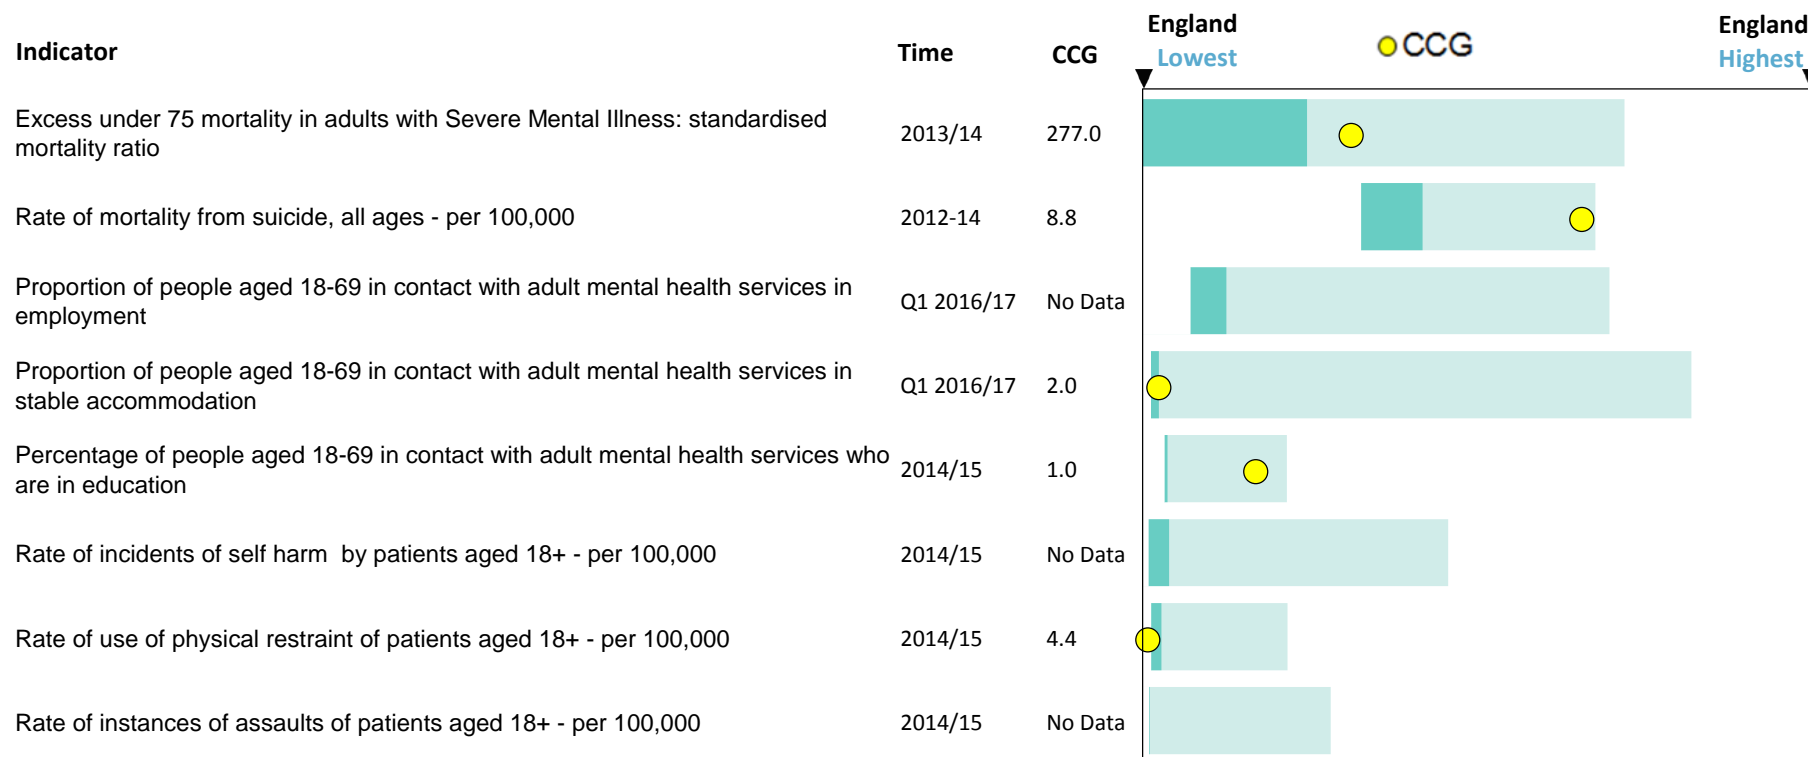 Indicator Time CCG England Lowest CCG England Highest
Excess under 75 mortality in adults with Severe Mental Illness: standardised
mortality ratio
2013/14 277.0
Rate of mortality from suicide, all ages - per 100,000 2012-14 8.8
Proportion of people aged 18-69 in contact with adult mental health services in
employment
Q1 2016/17 No Data
Proportion of people aged 18-69 in contact with adult mental health services in
stable accommodation
Q1 2016/17 2.0
Percentage of people aged 18-69 in contact with adult mental health services who
are in education
2014/15 1.0
Rate of incidents of self harm  by patients aged 18+ - per 100,000 2014/15 No Data
Rate of use of physical restraint of patients aged 18+ - per 100,000 2014/15 4.4
Rate of instances of assaults of patients aged 18+ - per 100,000 2014/15 No Data